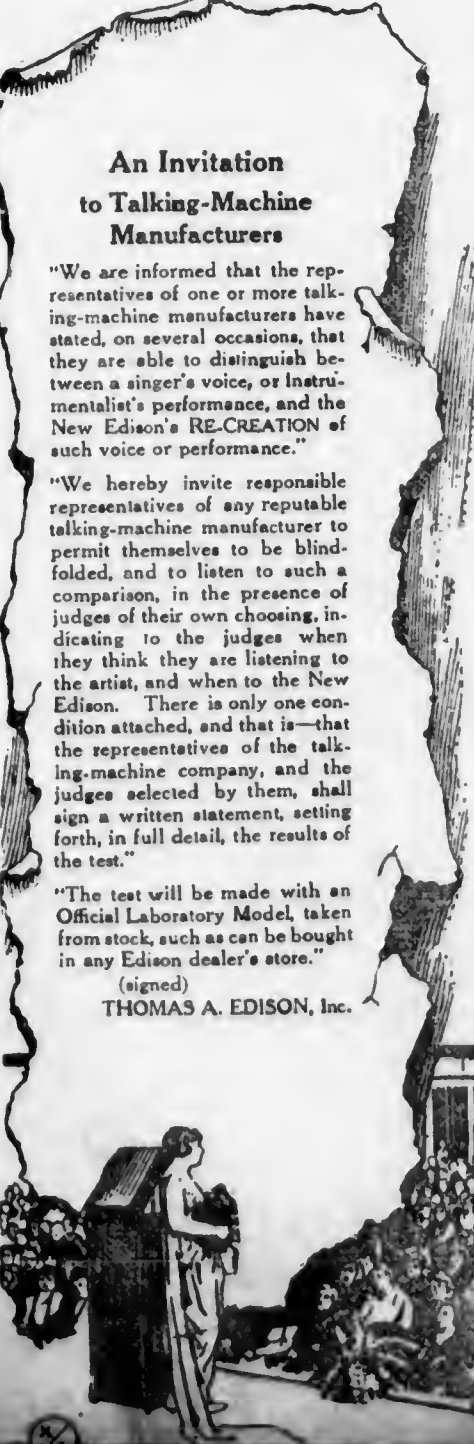 An Invitation
to Talking-Machine
Manufacturers
"We are informed that the rep-
resentatives of one or more talk-
ing-machine manufacturers have
stated, on several occasions, that
they are able to distinguish be-
tween a singer's voice, or Instru-
mentalist's performance, and the
New Edison's RE-CREATION of
such voice or performance."
"We hereby invite responsible
representatives of any reputable
talking-machine manufacturer to
permit themselves to be blind-
folded, and to listen to such a
comparison, in the presence of
judges of their own choosing, in-
dicating to the judges when
they think they are listening to
the artist, and when to the New
Edison. There is only one con-
dition attached, and that is—that
the representatives of the talk-
ing-machine company, and the
judges selected by them, shall
sign a written statement, setting
forth, in full detail, the results of
the test."
"The test will be made with an
Official Laboratory Model, taken
from stock, such as can be bought
in any Edison dealer's store."
(signed)
THOMAS A. EDISON, Inc.